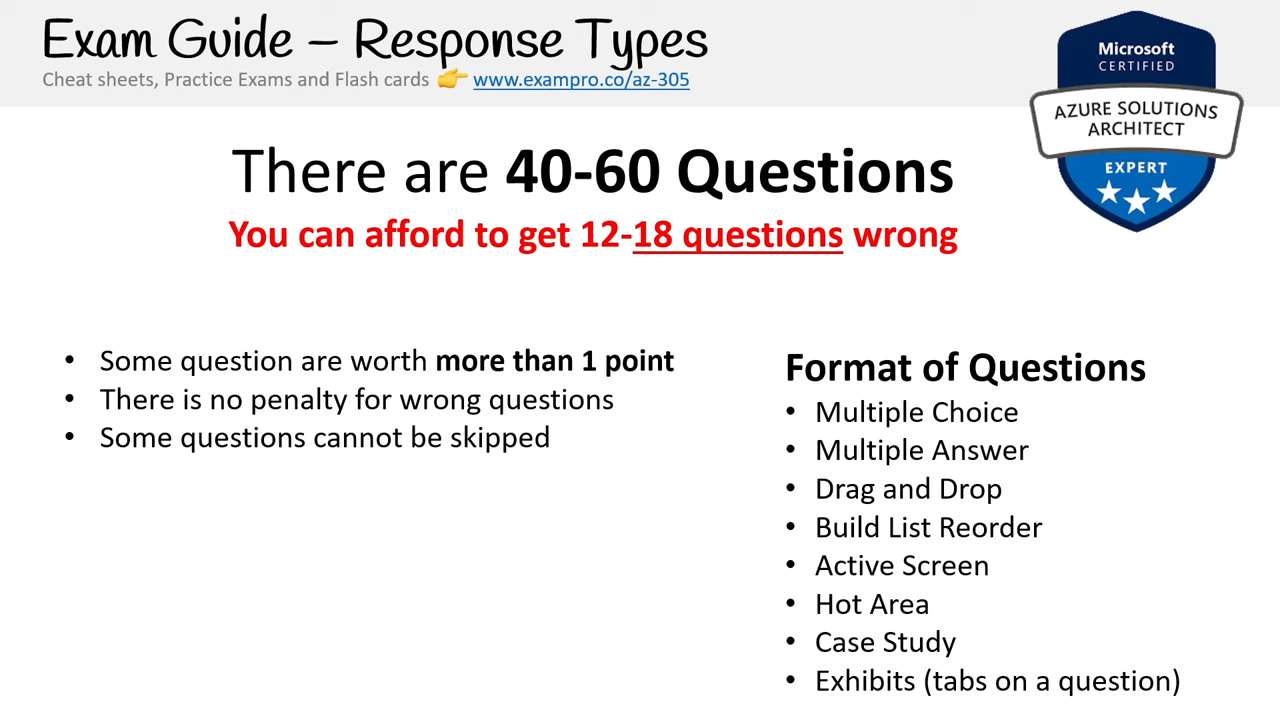 Exam Guide – Response Types
Cheat sheets, Practice Exams and Flash cards 👉 www.exampro.co/az-305
Microsoft
CERTIFIED
AZURE SOLUTIONS
ARCHITECT
EXPERT
There are 40-60 Questions
You can afford to get 12-18 questions wrong
• Some question are worth more than 1 point
• There is no penalty for wrong questions
• Some questions cannot be skipped
Format of Questions
• Multiple Choice
• Multiple Answer
• Drag and Drop
• Build List Reorder
• Active Screen
• Hot Area
• Case Study
• Exhibits (tabs on a question)